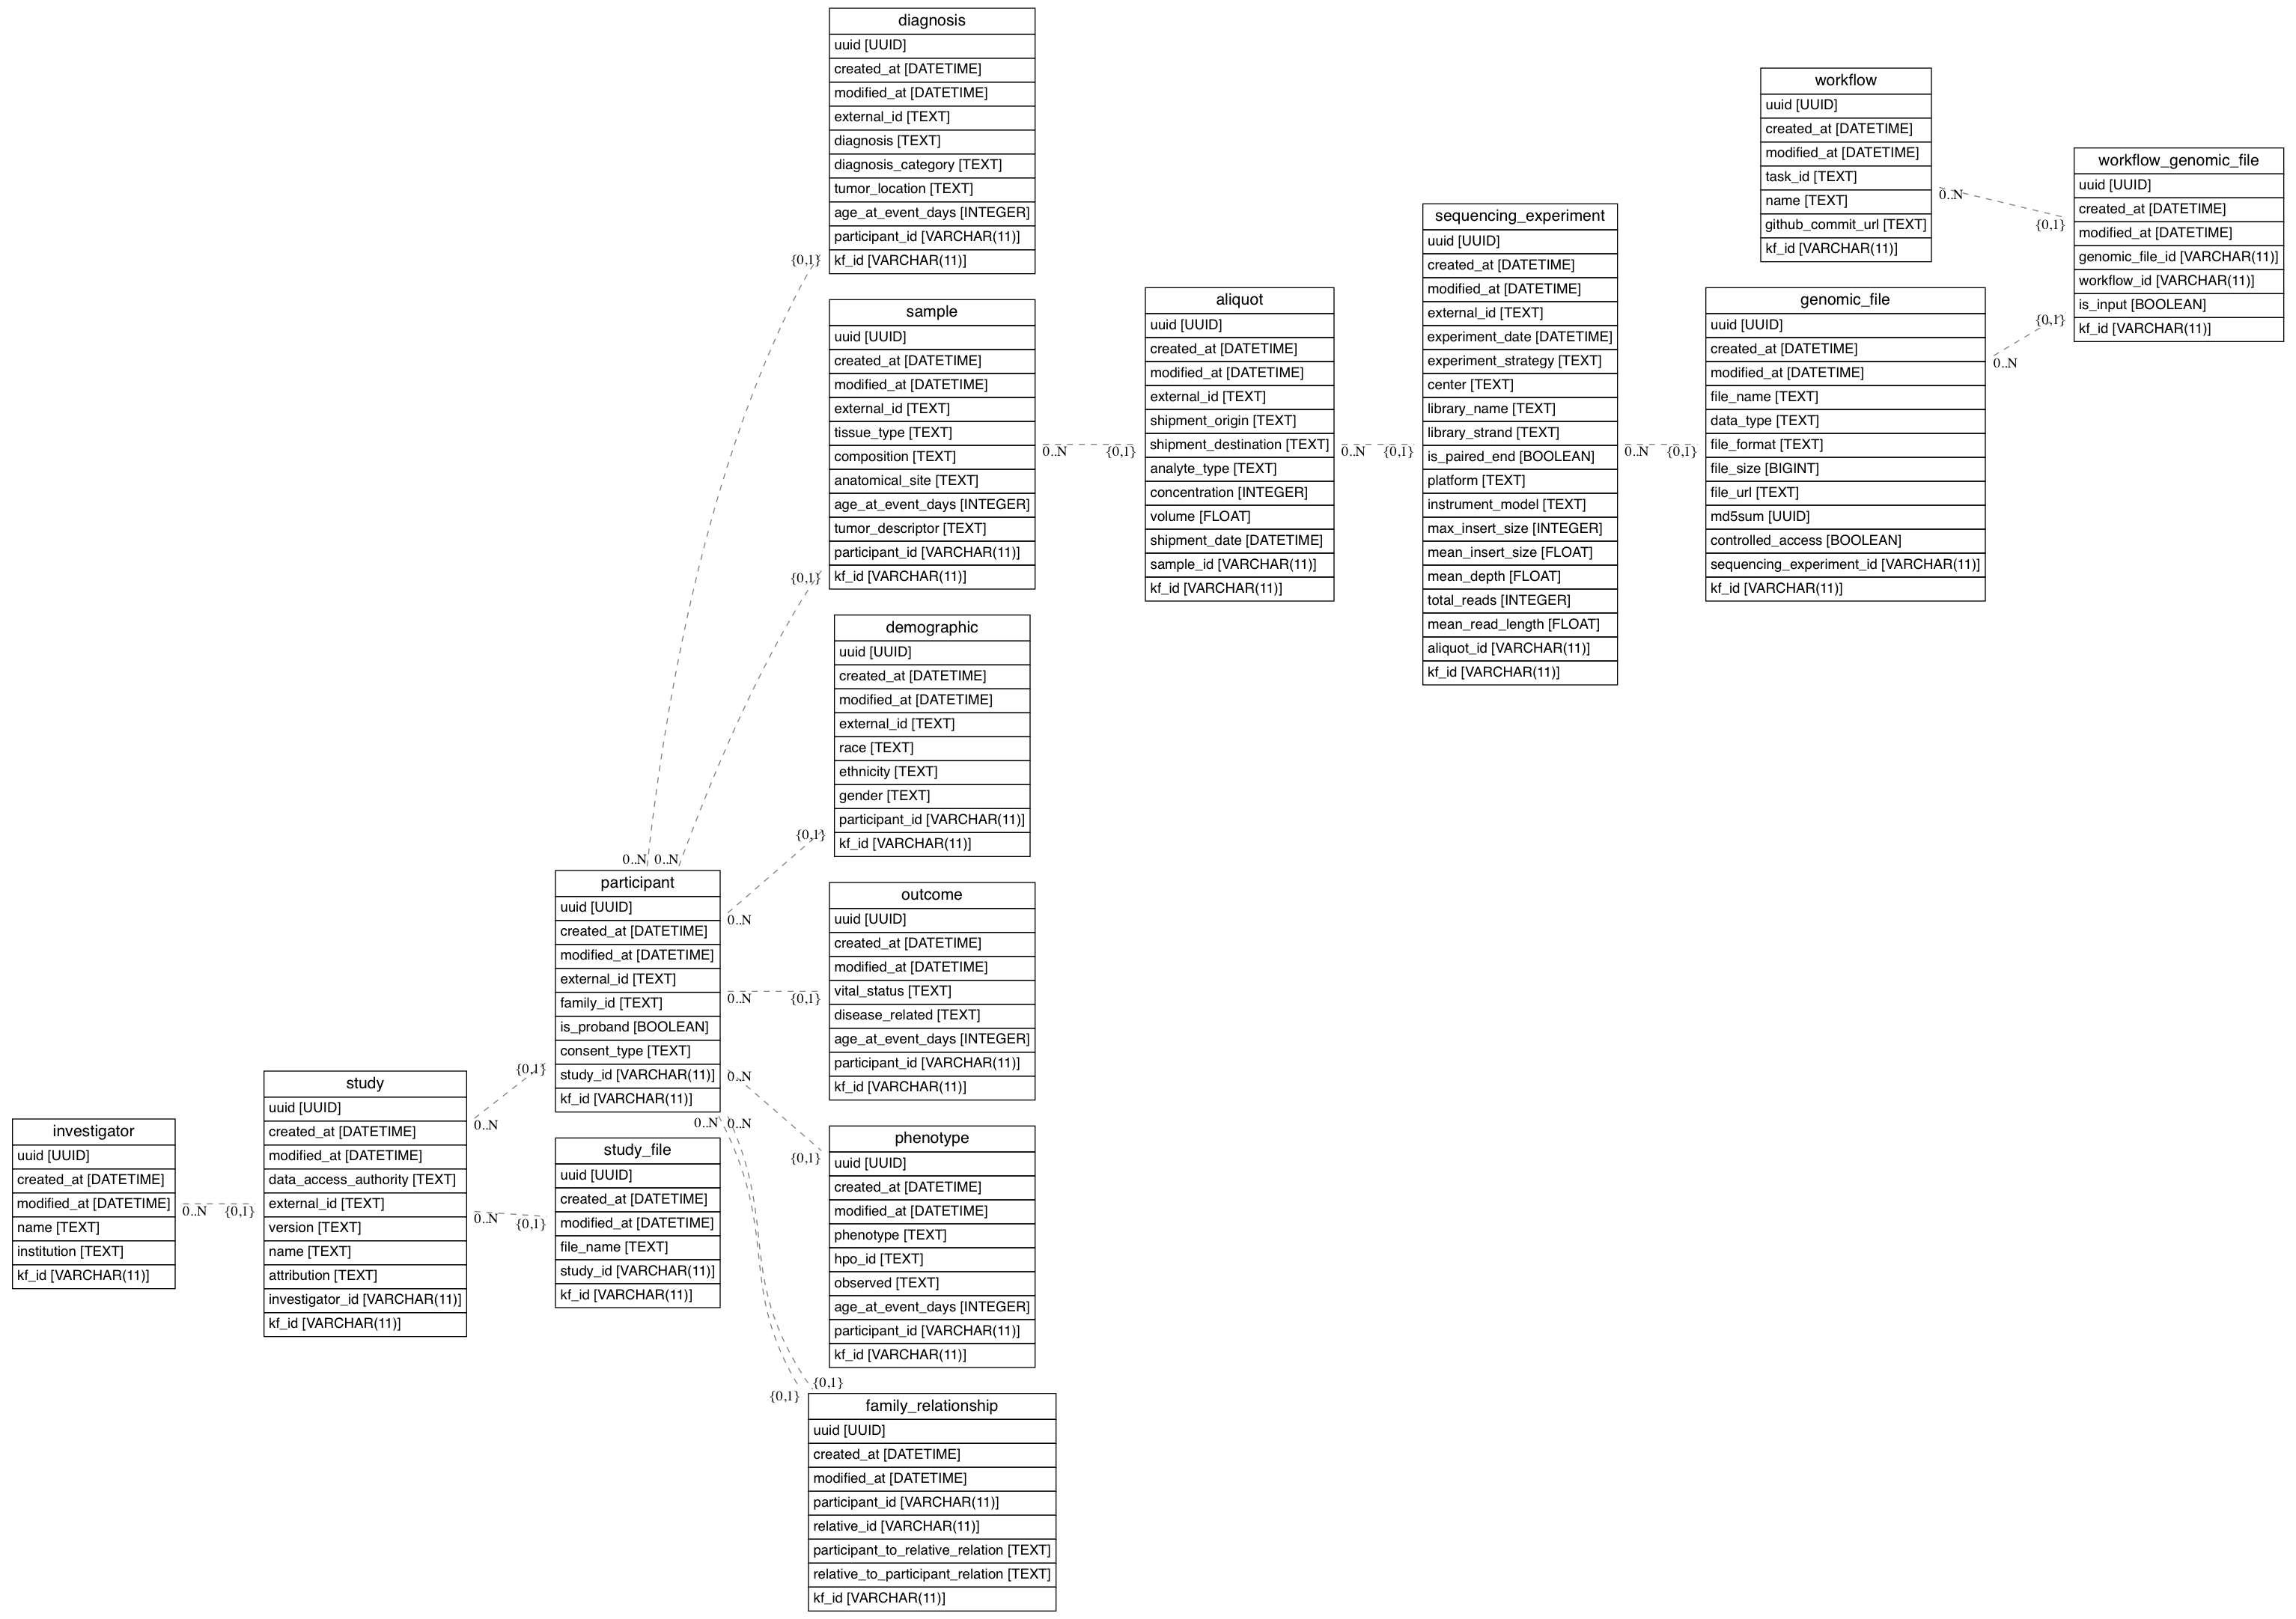 diagnosis
uuid [UUID]
created_at [DATETIME]
modified_at [DATETIME]
external_id [TEXT]
diagnosis [TEXT]
diagnosis_category [TEXT]
tumor_location [TEXT]
age_at_event_days [INTEGER]
participant_id [VARCHAR(11)]
kf_id [VARCHAR(11)]
{0,1}
sample
uuid [UUID]
created_at [DATETIME]
modified_at [DATETIME]
external_id [TEXT]
tissue_type [TEXT]
composition [TEXT]
anatomical_site [TEXT]
age_at_event_days [INTEGER]
tumor_descriptor [TEXT]
participant_id [VARCHAR(11)]
kf_id [VARCHAR(11)]
{0,1}
0..N {0,1}
aliquot
uuid [UUID]
created_at [DATETIME]
modified_at [DATETIME]
external_id [TEXT]
shipment_origin [TEXT]
shipment_destination [TEXT]
analyte_type [TEXT]
concentration [INTEGER]
volume [FLOAT]
shipment_date [DATETIME]
sample_id [VARCHAR(11)]
kf_id [VARCHAR(11)]
0..N {0,1}
sequencing_experiment
uuid [UUID]
created_at [DATETIME]
modified_at [DATETIME]
external_id [TEXT]
experiment_date [DATETIME]
experiment_strategy [TEXT]
center [TEXT]
library_name [TEXT]
library_strand [TEXT]
is_paired_end [BOOLEAN]
platform [TEXT]
instrument_model [TEXT]
max_insert_size [INTEGER]
mean_insert_size [FLOAT]
mean_depth [FLOAT]
total_reads [INTEGER]
mean_read_length [FLOAT]
aliquot_id [VARCHAR(11)]
kf_id [VARCHAR(11)]
0..N {0,1}
workflow
uuid [UUID]
created_at [DATETIME]
modified_at [DATETIME]
task_id [TEXT]
name [TEXT]
github_commit_url [TEXT]
kf_id [VARCHAR(11)]
0..N
{0,1}
genomic_file
uuid [UUID]
created_at [DATETIME]
modified_at [DATETIME]
file_name [TEXT]
data_type [TEXT]
file_format [TEXT]
file_size [BIGINT]
file_url [TEXT]
md5sum [UUID]
controlled_access [BOOLEAN]
sequencing_experiment_id [VARCHAR(11)]
kf_id [VARCHAR(11)]
{0,1}
0..N
workflow_genomic_file
uuid [UUID]
created_at [DATETIME]
modified_at [DATETIME]
genomic_file_id [VARCHAR(11)]
workflow_id [VARCHAR(11)]
is_input [BOOLEAN]
kf_id [VARCHAR(11)]
demographic
uuid [UUID]
created_at [DATETIME]
modified_at [DATETIME]
external_id [TEXT]
race [TEXT]
ethnicity [TEXT]
gender [TEXT]
participant_id [VARCHAR(11)]
kf_id [VARCHAR(11)]
{0,1}
0..N 0..N
participant
uuid [UUID]
created_at [DATETIME]
modified_at [DATETIME]
external_id [TEXT]
family_id [TEXT]
is_proband [BOOLEAN]
consent_type [TEXT]
study_id [VARCHAR(11)]
kf_id [VARCHAR(11)]
0..N
0..N {0,1}
0..N
{0,1}
0..N 0..N
outcome
uuid [UUID]
created_at [DATETIME]
modified_at [DATETIME]
vital_status [TEXT]
disease_related [TEXT]
age_at_event_days [INTEGER]
participant_id [VARCHAR(11)]
kf_id [VARCHAR(11)]
investigator
uuid [UUID]
created_at [DATETIME]
modified_at [DATETIME]
name [TEXT]
institution [TEXT]
kf_id [VARCHAR(11)]
0..N {0,1}
study
uuid [UUID]
created_at [DATETIME]
modified_at [DATETIME]
data_access_authority [TEXT]
external_id [TEXT]
version [TEXT]
name [TEXT]
attribution [TEXT]
investigator_id [VARCHAR(11)]
kf_id [VARCHAR(11)]
{0,1}
0..N
0..N {0,1}
study_file
uuid [UUID]
created_at [DATETIME]
modified_at [DATETIME]
file_name [TEXT]
study_id [VARCHAR(11)]
kf_id [VARCHAR(11)]
phenotype
uuid [UUID]
created_at [DATETIME]
modified_at [DATETIME]
phenotype [TEXT]
hpo_id [TEXT]
observed [TEXT]
age_at_event_days [INTEGER]
participant_id [VARCHAR(11)]
kf_id [VARCHAR(11)]
{0,1} {0,1}
family_relationship
uuid [UUID]
created_at [DATETIME]
modified_at [DATETIME]
participant_id [VARCHAR(11)]
relative_id [VARCHAR(11)]
participant_to_relative_relation [TEXT]
relative_to_participant_relation [TEXT]
kf_id [VARCHAR(11)]